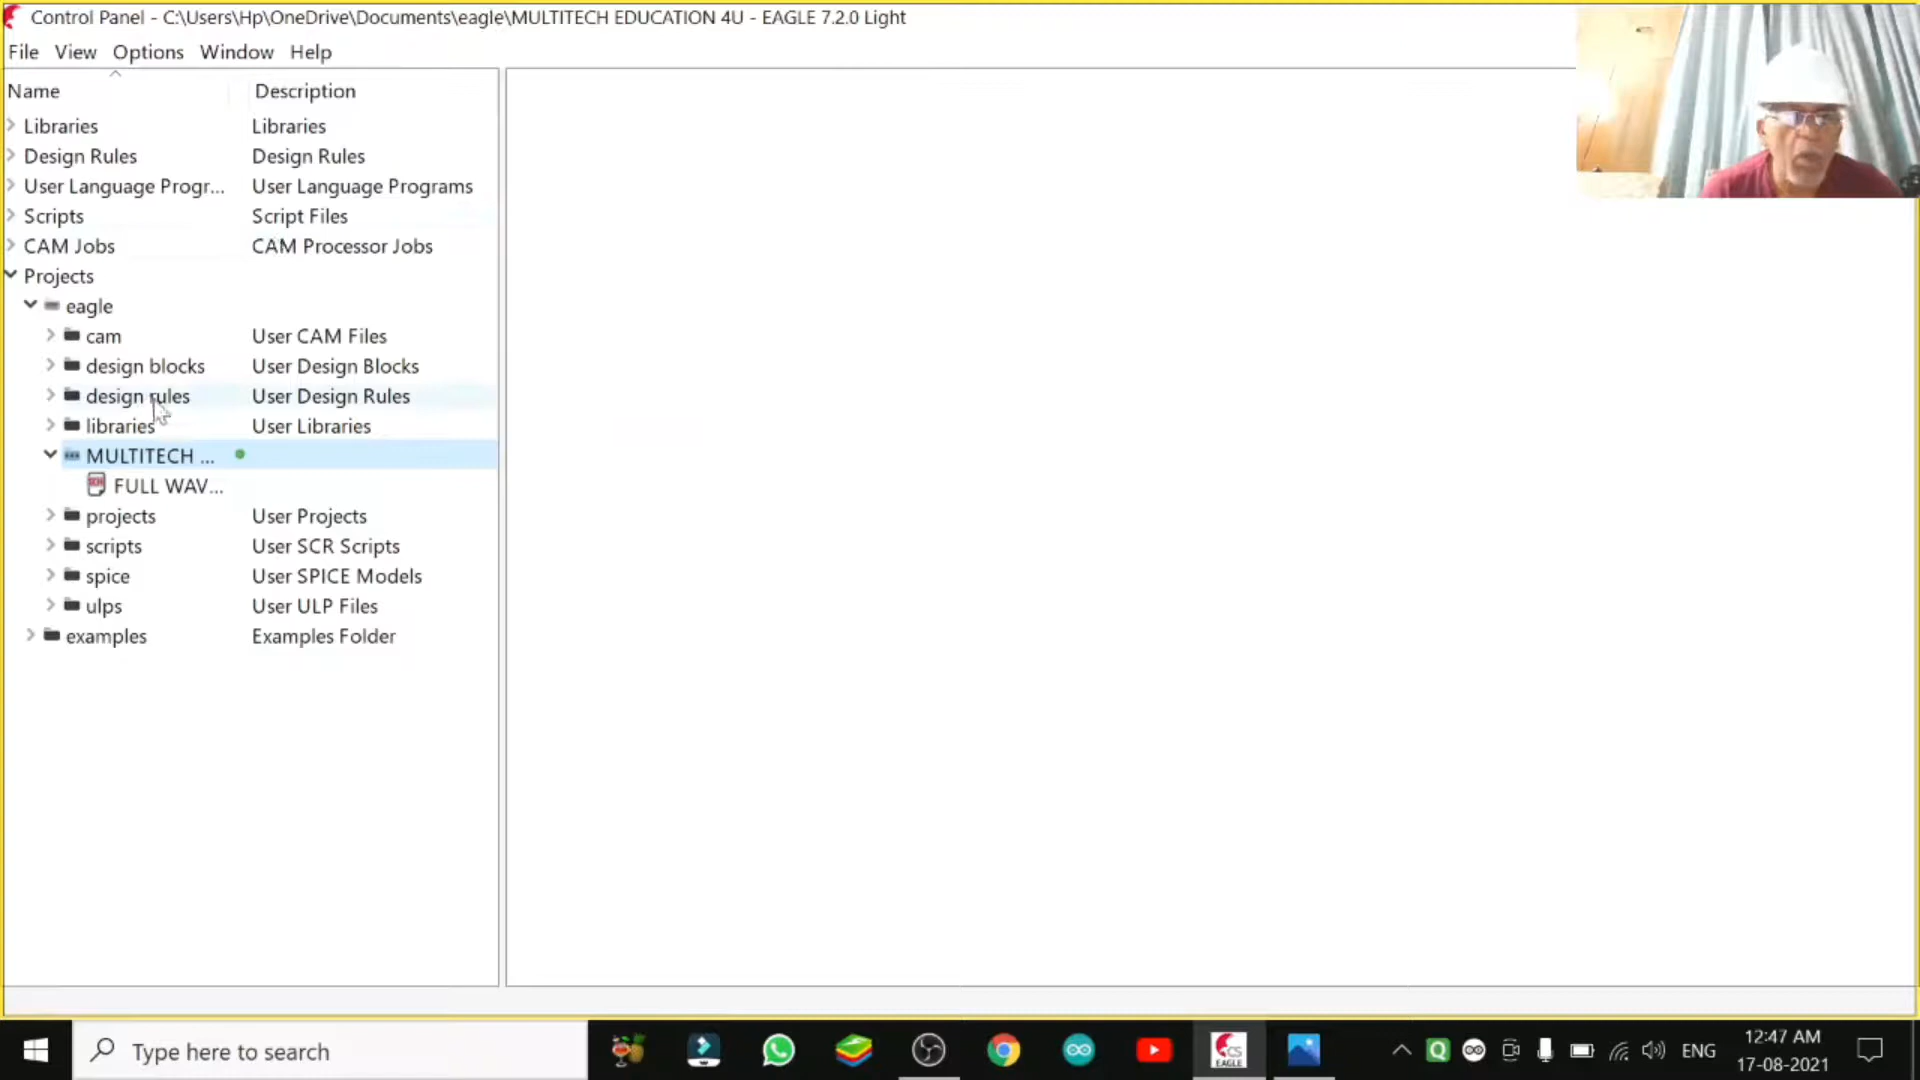 Control Panel - C:\Users\Hp\OneDrive\Documents\eagle\MULTITECH EDUCATION 4U - EAGLE 7.2.0 Light
File View Options Window Help
Name Description
Libraries Libraries
Design Rules Design Rules
User Language Progr... User Language Programs
Scripts Script Files
CAM Jobs CAM Processor Jobs
Projects
eagle
cam User CAM Files
design blocks User Design Blocks
design rules User Design Rules
libraries User Libraries
MULTITECH ...
FULL WAV...
projects User Projects
scripts User SCR Scripts
spice User SPICE Models
ulps User ULP Files
examples Examples Folder
Type here to search
CS
EAGLE
Q
ENG
12:47 AM
17-08-2021